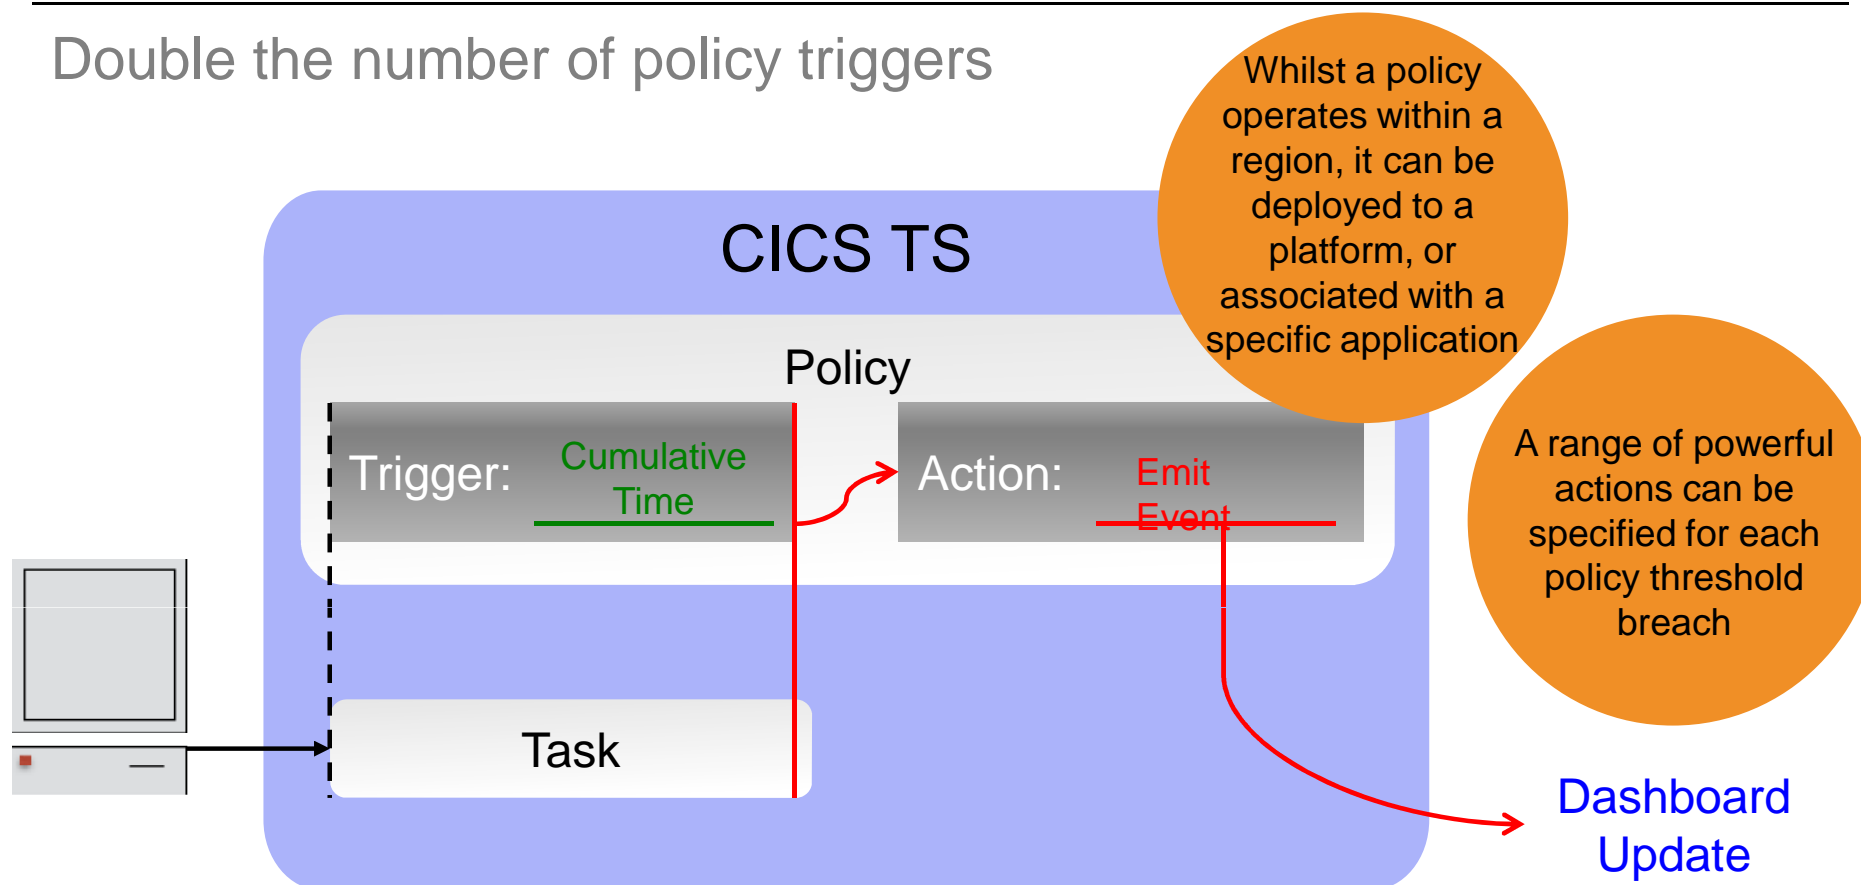 Double the number of policy triggers
Whilst a policy
operates within a
region, it can be
deployed to a
platform, or
associated with a
specific application
CICS TS
Policy
Trigger:
Cumulative
Time
Action:
Emit
Event
A range of powerful
actions can be
specified for each
policy threshold
breach
Task
Dashboard
Update